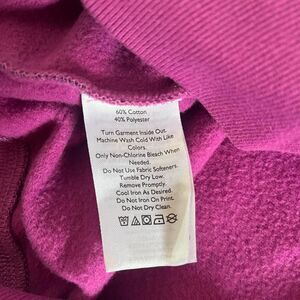 60% Cotton
40% Polyester
Turn Garment Inside Out.
Machine Wash Cold With Like
Colors.
Only Non-Chlorine Bleach When
Needed.
Do Not Use Fabric Softeners.
Tumble Dry Low.
Remove Promptly.
Cool Iron As Desired.
Do Not Iron On Print.
Do Not Dry Clean.